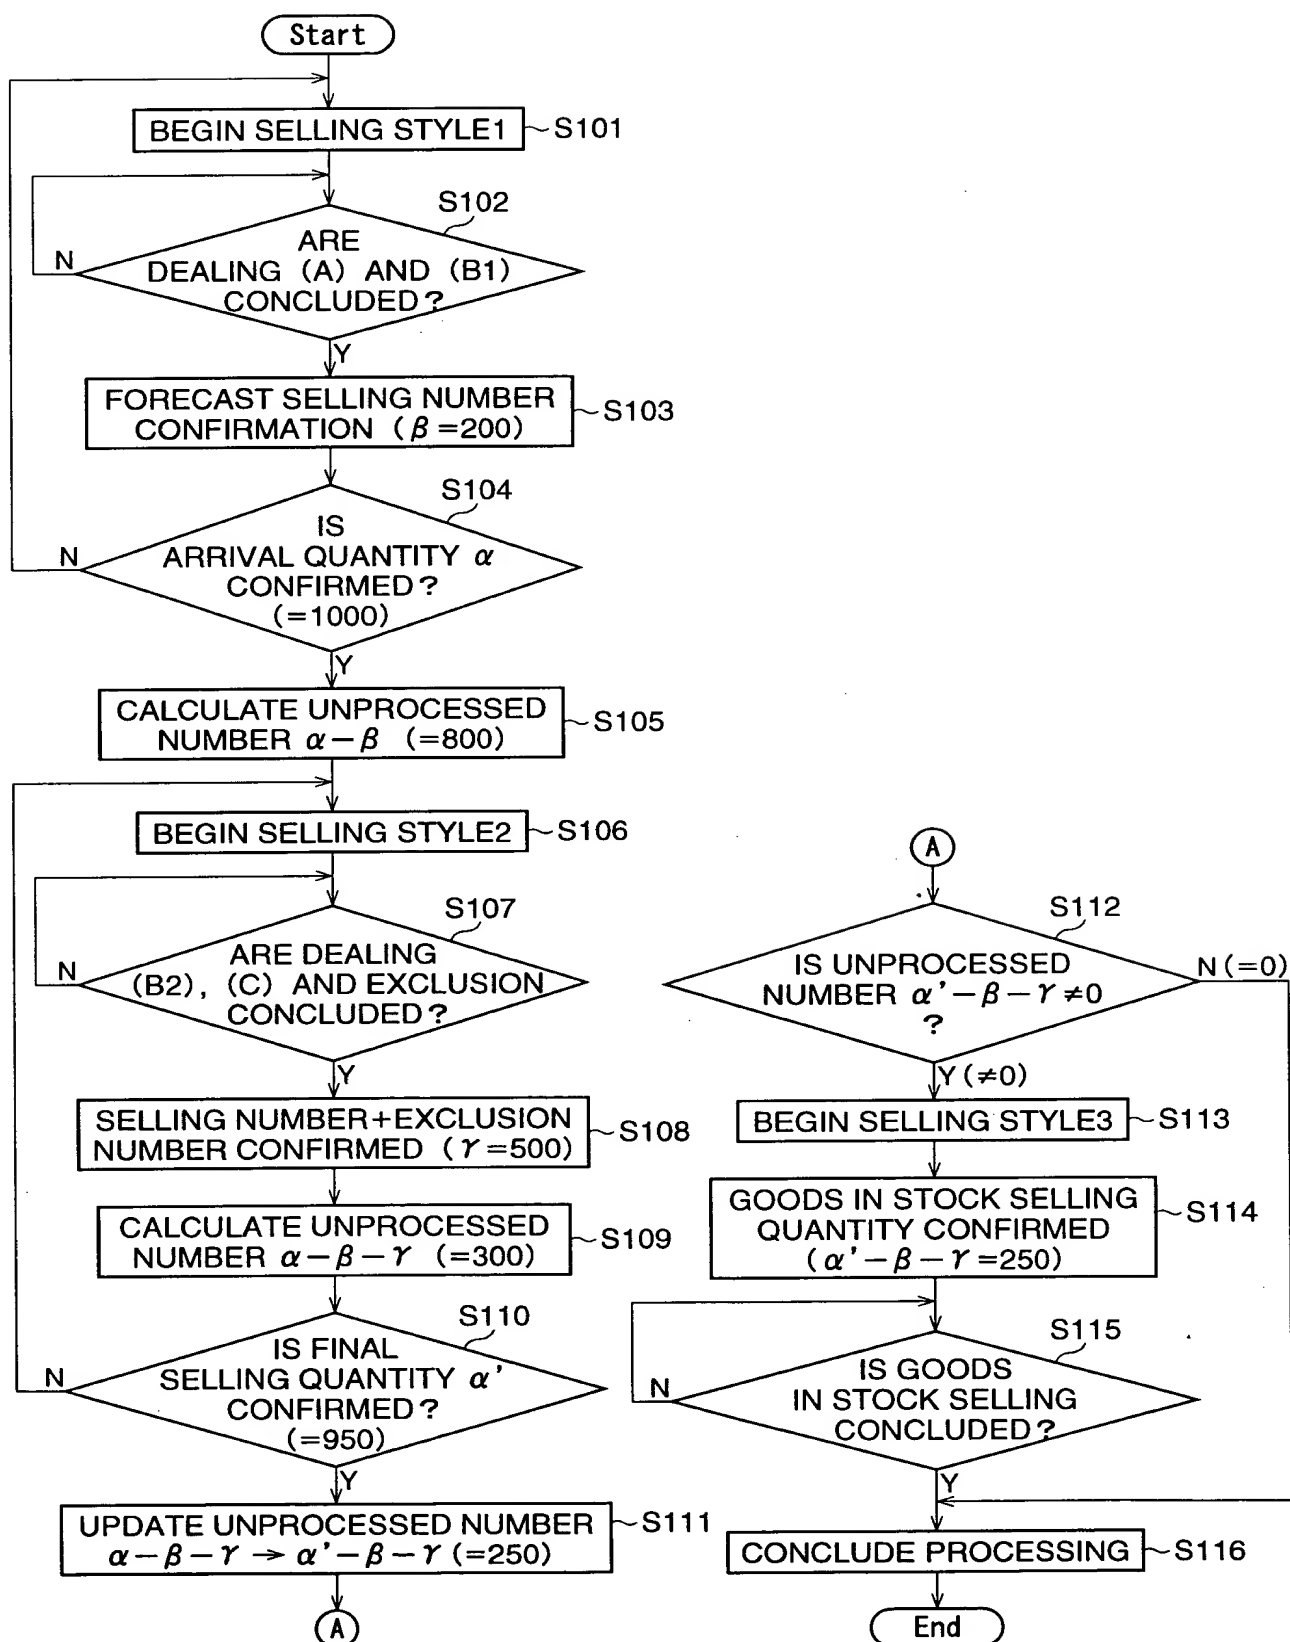 Start
BEGIN SELLING STYLE1
S101
S102
ARE
DEALING (A) AND (B1)
CONCLUDED?
N
Y
FORECAST SELLING NUMBER
CONFIRMATION (β=200)
S103
S104
IS
ARRIVAL QUANTITY α
CONFIRMED?
(=1000)
N
Y
CALCULATE UNPROCESSED
NUMBER α-β (=800)
S105
BEGIN SELLING STYLE2
S106
S107
ARE DEALING
(B2), (C) AND EXCLUSION
CONCLUDED?
N
Y
SELLING NUMBER+EXCLUSION
NUMBER CONFIRMED (γ=500)
S108
CALCULATE UNPROCESSED
NUMBER α-β-γ (=300)
S109
S110
IS FINAL
SELLING QUANTITY α'
CONFIRMED?
(=950)
N
Y
UPDATE UNPROCESSED NUMBER
α-β-γ → α'-β-γ (=250)
S111
A
A
S112
IS UNPROCESSED
NUMBER α'-β-γ≠0
?
N (=0)
Y (≠0)
BEGIN SELLING STYLE3
S113
GOODS IN STOCK SELLING
QUANTITY CONFIRMED
(α'-β-γ=250)
S114
S115
IS GOODS
IN STOCK SELLING
CONCLUDED?
N
Y
CONCLUDE PROCESSING
S116
End